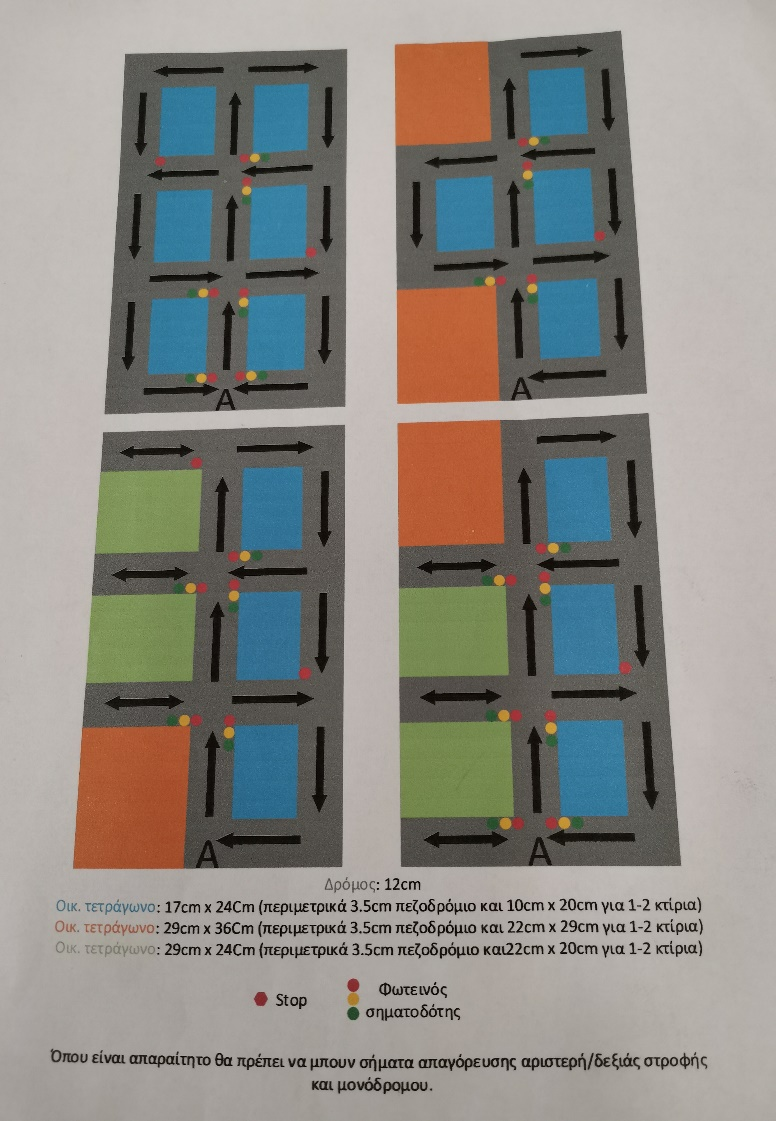 A
A
A
A
Δρόμος: 12cm
Οικ. τετράγωνο: 17cm x 24Cm (περιμετρικά 3.5cm πεζοδρόμιο και 10cm x 20cm για 1-2 κτίρια)
Οικ. τετράγωνο: 29cm x 36Cm (περιμετρικά 3.5cm πεζοδρόμιο και 22cm x 29cm για 1-2 κτίρια)
Οικ. τετράγωνο: 29cm x 24Cm (περιμετρικά 3.5cm πεζοδρόμιο και22cm x 20cm για 1-2 κτίρια)
Stop
Φωτεινός
σηματοδότης
Όπου είναι απαραίτητο θα πρέπει να μπουν σήματα απαγόρευσης αριστερή/δεξιάς στροφής
και μονόδρομου.